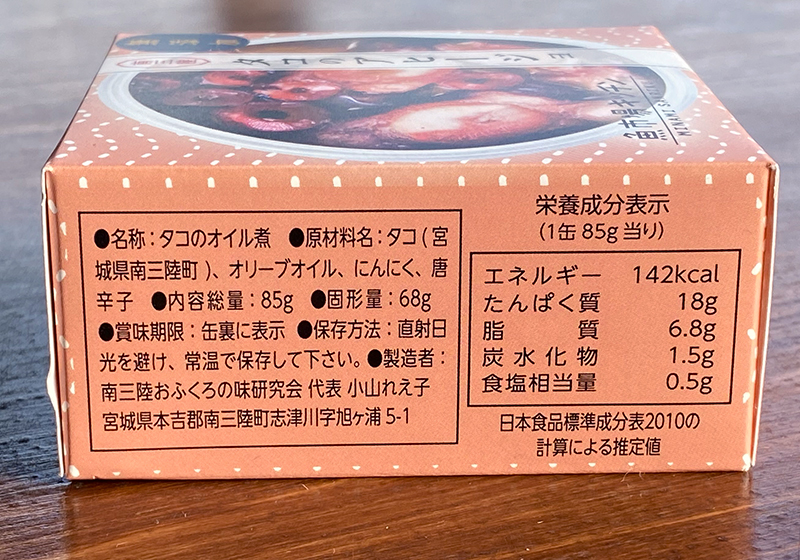 タコのアヒージョ
●名称：タコのオイル煮　●原材料名：タコ（宮
城県南三陸町）、オリーブオイル、にんにく、唐
辛子　●内容総量：85g　●固形量：68g
●賞味期限：缶裏に表示　●保存方法：直射日
光を避け、常温で保存して下さい。●製造者：
南三陸おふくろの味研究会 代表 小山れえ子
宮城県本吉郡南三陸町志津川字旭ヶ浦 5-1
栄養成分表示
（1缶 85g 当り）
エネルギー　142kcal
たんぱく質　18g
脂　質　6.8g
炭水化物　1.5g
食塩相当量　0.5g
日本食品標準成分表2010の
計算による推定値